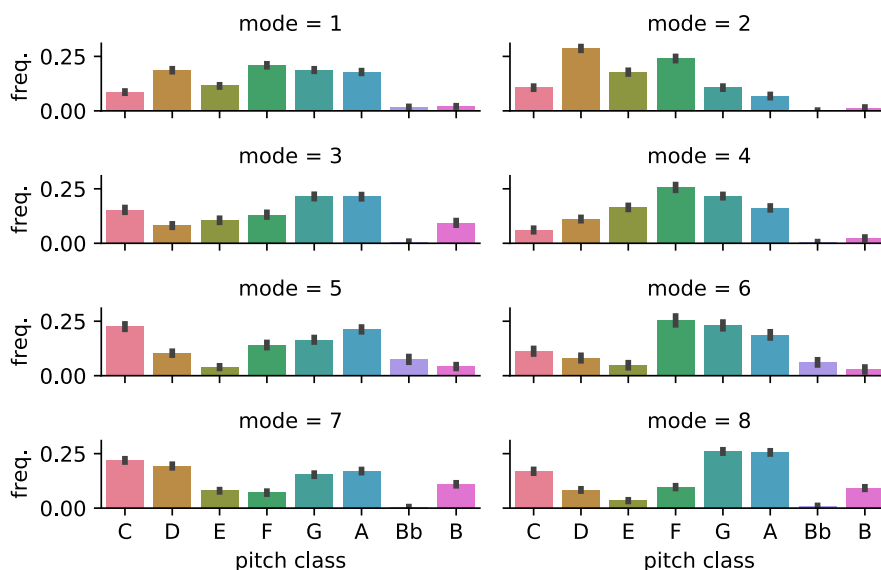 mode = 1
mode = 2
freq.
0.25
0.00
mode = 3
mode = 4
freq.
0.25
0.00
mode = 5
mode = 6
freq.
0.25
0.00
mode = 7
mode = 8
freq.
0.25
0.00
C D E F G A Bb B
C D E F G A Bb B
pitch class
pitch class